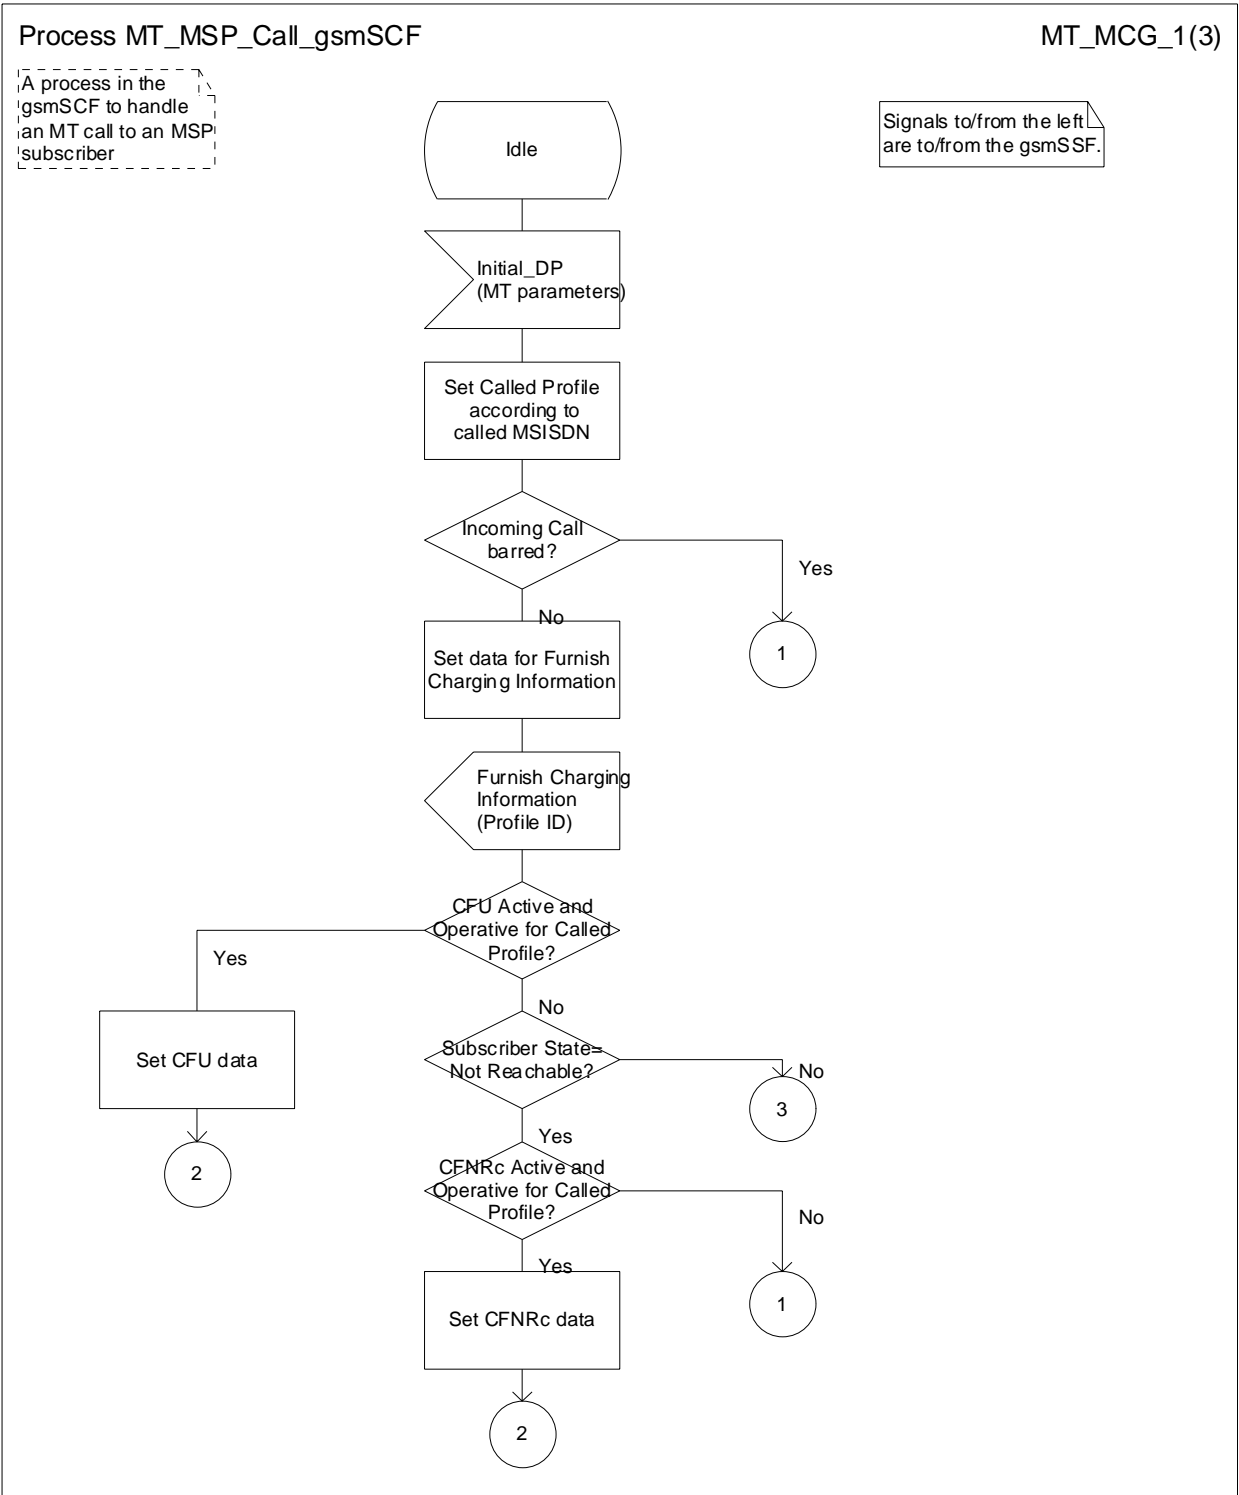 Process MT_MSP_Call_gsmSCF
MT_MCG_1(3)
A process in the
gsmSCF to handle
an MT call to an MSP
subscriber
Signals to/from the left
are to/from the gsmSSF.
Idle
Initial_DP
(MT parameters)
Set Called Profile
according to
called MSISDN
Incoming Call
barred?
Yes
No
1
Set data for Furnish
Charging Information
Furnish Charging
Information
(Profile ID)
CFU Active and
Operative for Called
Profile?
Yes
No
Set CFU data
2
Subscriber State=
Not Reachable?
No
3
Yes
CFNRc Active and
Operative for Called
Profile?
No
1
Yes
Set CFNRc data
2